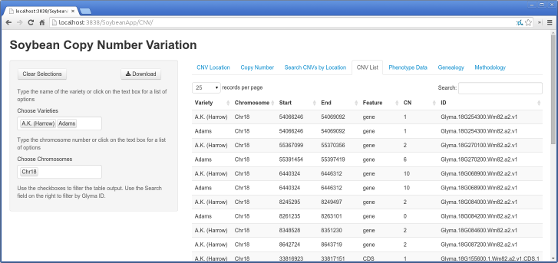 localhost:3838/Soybean
localhost:3838/SoybeanApp/CNV/
Soybean Copy Number Variation
Clear Selections
Download
Type the name of the variety or click on the text box for a list of
options
Choose Varieties
A.K. (Harrow) Adams
Type the chromosome number or click on the text box for a list
of options
Choose Chromosomes
Chr18
Use the checkboxes to filter the table output. Use the Search
field on the right to filter by Glyma ID.
CNV Location Copy Number Search CNVs by Location CNV List Phenotype Data Genealogy Methodology
25 records per page Search:
Variety Chromosome Start End Feature CN ID
A.K. (Harrow) Chr18 54066246 54069092 gene 1 Glyma.18G254300.Wm82.a2.v1
Adams Chr18 54066246 54069092 gene 1 Glyma.18G254300.Wm82.a2.v1
A.K. (Harrow) Chr18 55367099 55370356 gene 2 Glyma.18G270100.Wm82.a2.v1
Adams Chr18 55391454 55397419 gene 6 Glyma.18G270200.Wm82.a2.v1
A.K. (Harrow) Chr18 6440324 6446312 gene 10 Glyma.18G068900.Wm82.a2.v1
Adams Chr18 6440324 6446312 gene 10 Glyma.18G068900.Wm82.a2.v1
A.K. (Harrow) Chr18 8245295 8249497 gene 2 Glyma.18G084100.Wm82.a2.v1
Adams Chr18 8261235 8263101 gene 0 Glyma.18G084200.Wm82.a2.v1
A.K. (Harrow) Chr18 8348528 8351230 gene 2 Glyma.18G084600.Wm82.a2.v1
A.K. (Harrow) Chr18 8642724 8643719 gene 2 Glyma.18G087200.Wm82.a2.v1
A.K. (Harrow) Chr18 33816923 33817151 CDS 1 Glyma.18G155600.1.Wm82.a2.v1.CDS.1